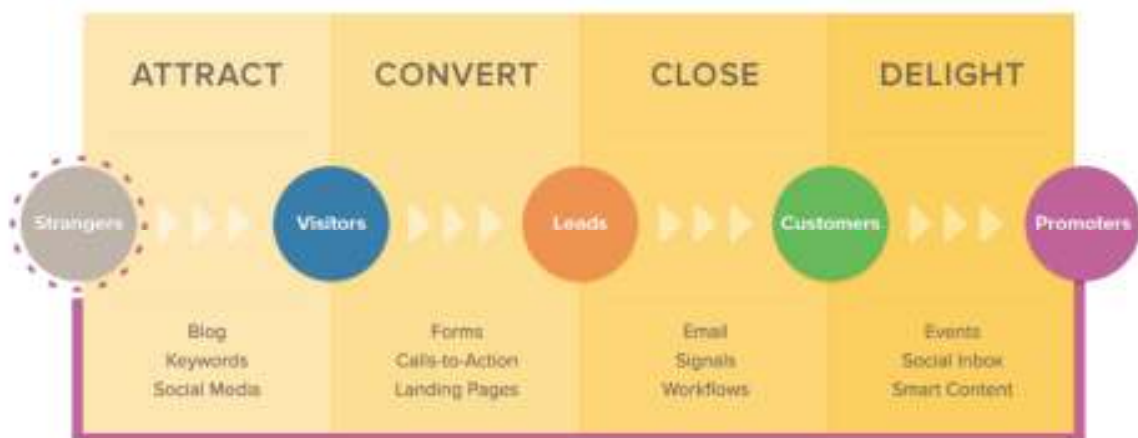 ATTRACT
CONVERT
CLOSE
DELIGHT
Strangers
Visitors
Leads
Customers
Promoters
Blog
Keywords
Social Media
Forms
Calls-to-Action
Landing Pages
Email
Signals
Workflows
Events
Social Inbox
Smart Content